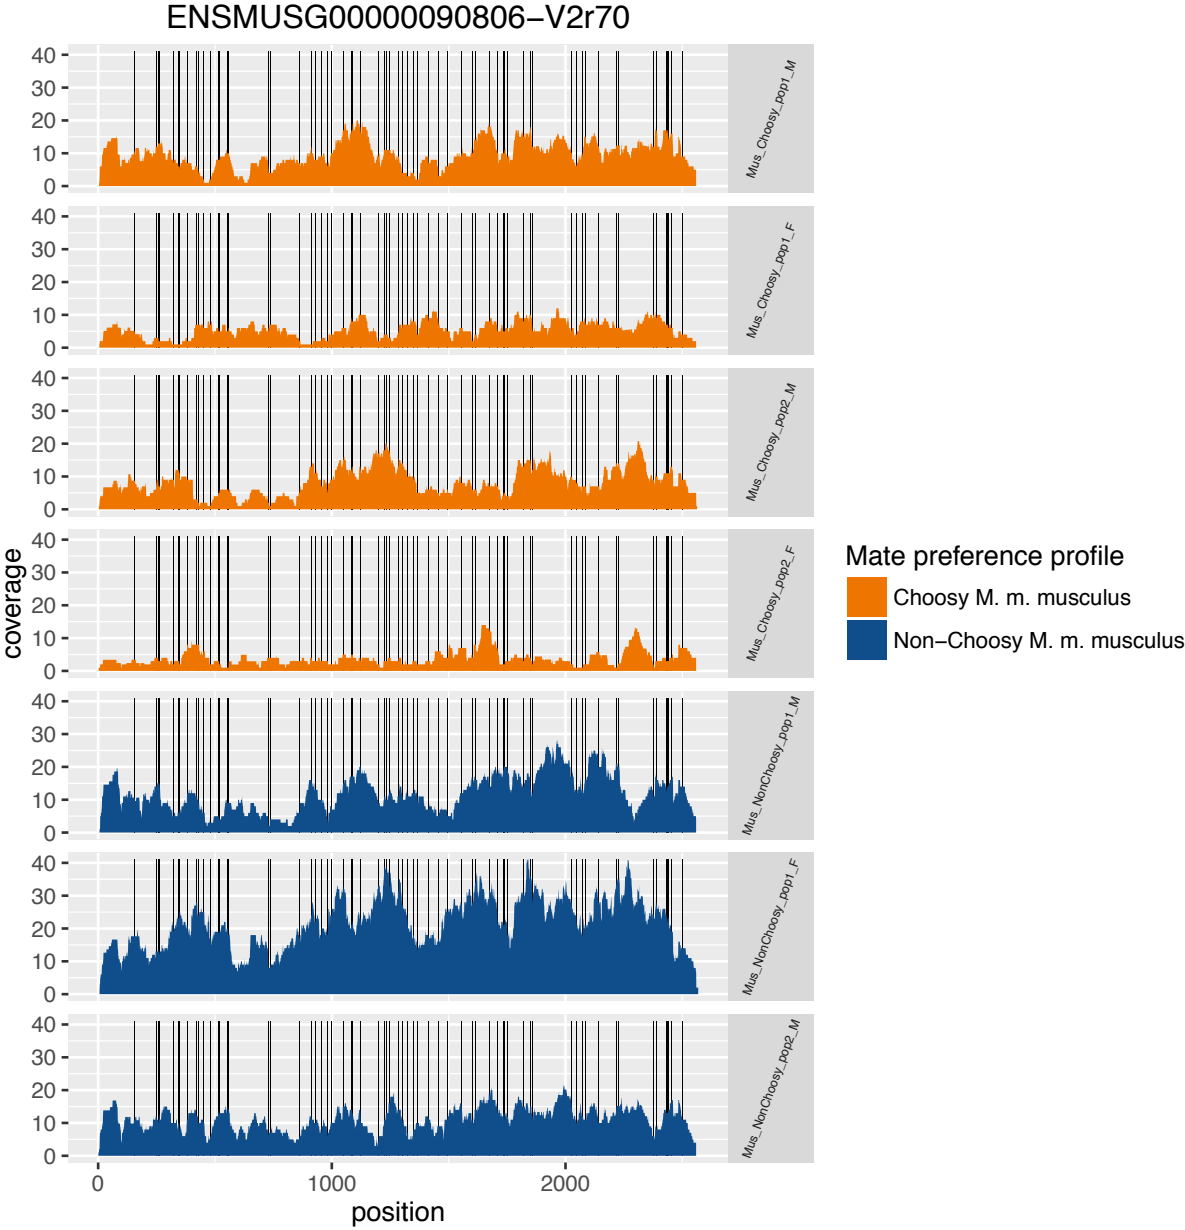 ENSMUSG00000090806−V2r70
coverage
40
30
20
10
0
Mus_Choosy_pop1_M
40
30
20
10
0
Mus_Choosy_pop1_F
40
30
20
10
0
Mus_Choosy_pop2_M
40
30
20
10
0
Mus_Choosy_pop2_F
40
30
20
10
0
Mus_NonChoosy_pop1_M
40
30
20
10
0
Mus_NonChoosy_pop1_F
40
30
20
10
0
Mus_NonChoosy_pop2_M
0 1000 2000
position
Mate preference profile
Choosy M. m. musculus
Non−Choosy M. m. musculus